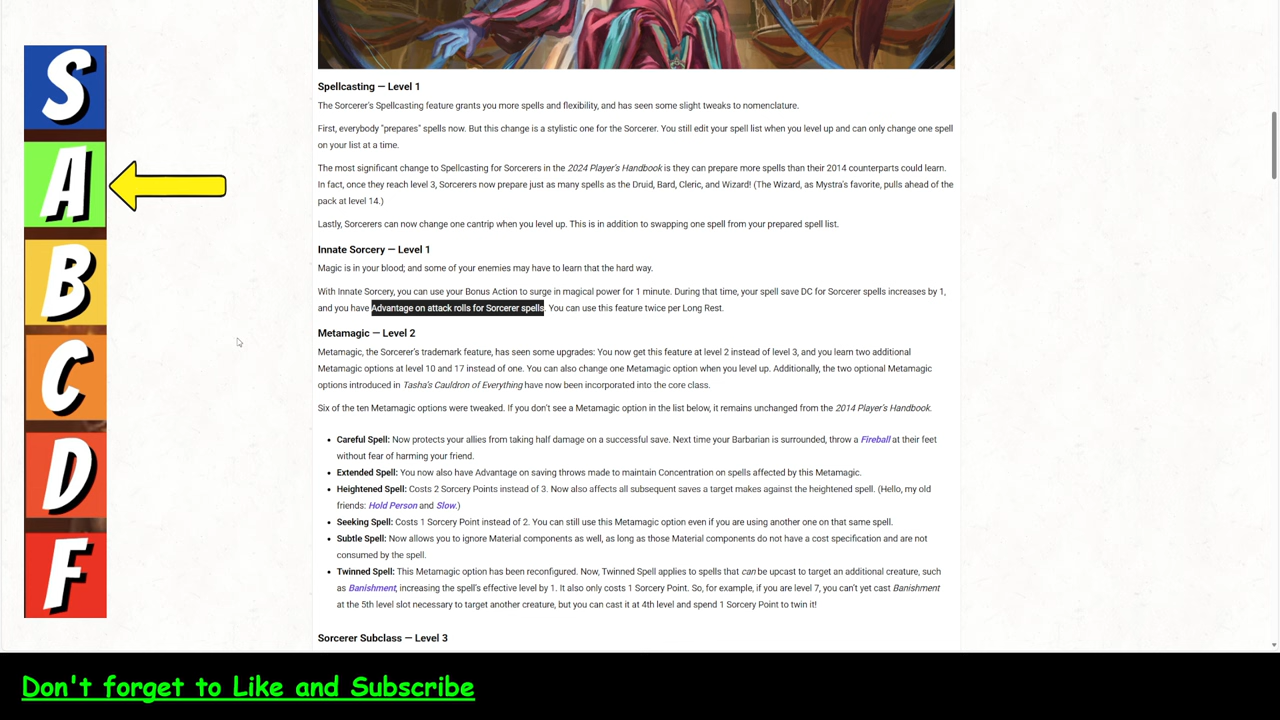 S
A
B
C
D
F
Spellcasting — Level 1
The Sorcerer's Spellcasting feature grants you more spells and flexibility, and has seen some slight tweaks to nomenclature.
First, everybody "prepares" spells now. But this change is a stylistic one for the Sorcerer. You still edit your spell list when you level up and can only change one spell
on your list at a time.
The most significant change to Spellcasting for Sorcerers in the 2024 Player's Handbook is they can prepare more spells than their 2014 counterparts could learn.
In fact, once they reach level 3, Sorcerers now prepare just as many spells as the Druid, Bard, Cleric, and Wizard! (The Wizard, as Mystra's favorite, pulls ahead of the
pack at level 14.)
Lastly, Sorcerers can now change one cantrip when you level up. This is in addition to swapping one spell from your prepared spell list.
Innate Sorcery — Level 1
Magic is in your blood; and some of your enemies may have to learn that the hard way.
With Innate Sorcery, you can use your Bonus Action to surge in magical power for 1 minute. During that time, your spell save DC for Sorcerer spells increases by 1,
and you have Advantage on attack rolls for Sorcerer spells. You can use this feature twice per Long Rest.
Metamagic — Level 2
Metamagic, the Sorcerer's trademark feature, has seen some upgrades: You now get this feature at level 2 instead of level 3, and you learn two additional
Metamagic options at level 10 and 17 instead of one. You can also change one Metamagic option when you level up. Additionally, the two optional Metamagic
options introduced in Tasha's Cauldron of Everything have now been incorporated into the core class.
Six of the ten Metamagic options were tweaked. If you don't see a Metamagic option in the list below, it remains unchanged from the 2014 Player's Handbook.
• Careful Spell: Now protects your allies from taking half damage on a successful save. Next time your Barbarian is surrounded, throw a Fireball at their feet
without fear of harming your friend.
• Extended Spell: You now also have Advantage on saving throws made to maintain Concentration on spells affected by this Metamagic.
• Heightened Spell: Costs 2 Sorcery Points instead of 3. Now also affects all subsequent saves a target makes against the heightened spell. (Hello, my old
friends: Hold Person and Slow.)
• Seeking Spell: Costs 1 Sorcery Point instead of 2. You can still use this Metamagic option even if you are using another one on that same spell.
• Subtle Spell: Now allows you to ignore Material components as well, as long as those Material components do not have a cost specification and are not
consumed by the spell.
• Twinned Spell: This Metamagic option has been reconfigured. Now, Twinned Spell applies to spells that can be upcast to target an additional creature, such
as Banishment, increasing the spell's effective level by 1. It also only costs 1 Sorcery Point. So, for example, if you are level 7, you can't yet cast Banishment
at the 5th level slot necessary to target another creature, but you can cast it at 4th level and spend 1 Sorcery Point to twin it!
Sorcerer Subclass — Level 3
Don't forget to Like and Subscribe